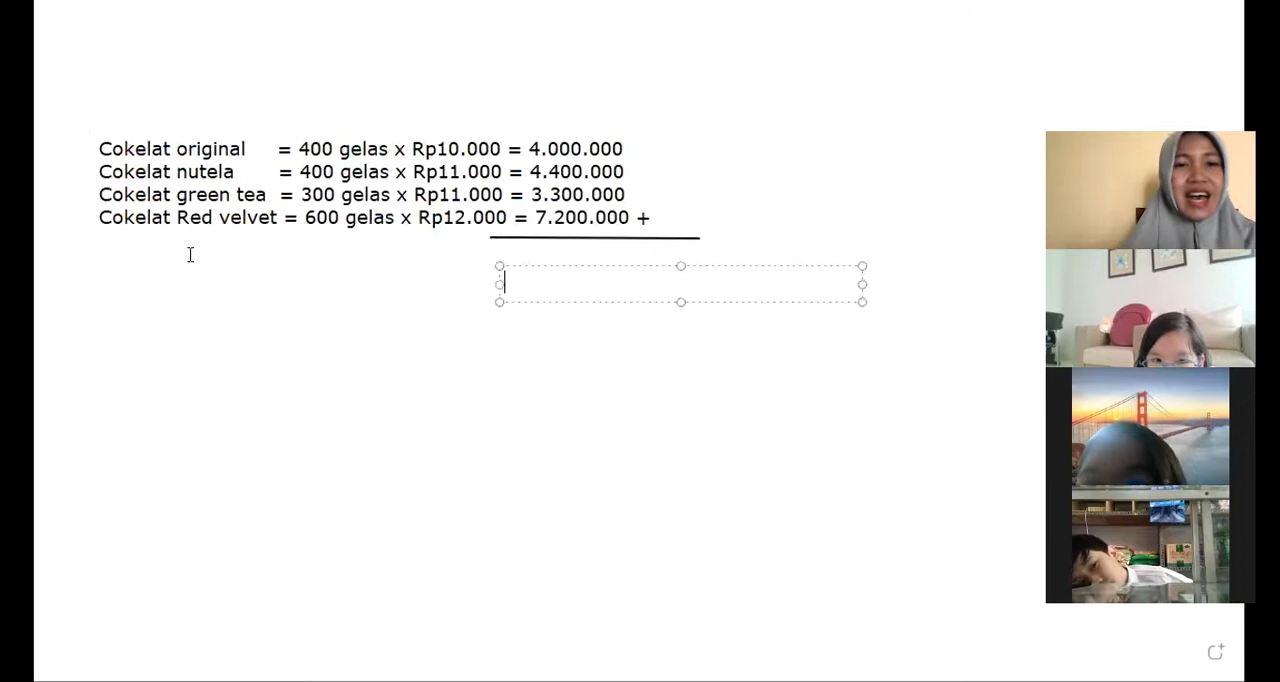 Cokelat original = 400 gelas x Rp10.000 = 4.000.000
Cokelat nutela = 400 gelas x Rp11.000 = 4.400.000
Cokelat green tea = 300 gelas x Rp11.000 = 3.300.000
Cokelat Red velvet = 600 gelas x Rp12.000 = 7.200.000 +